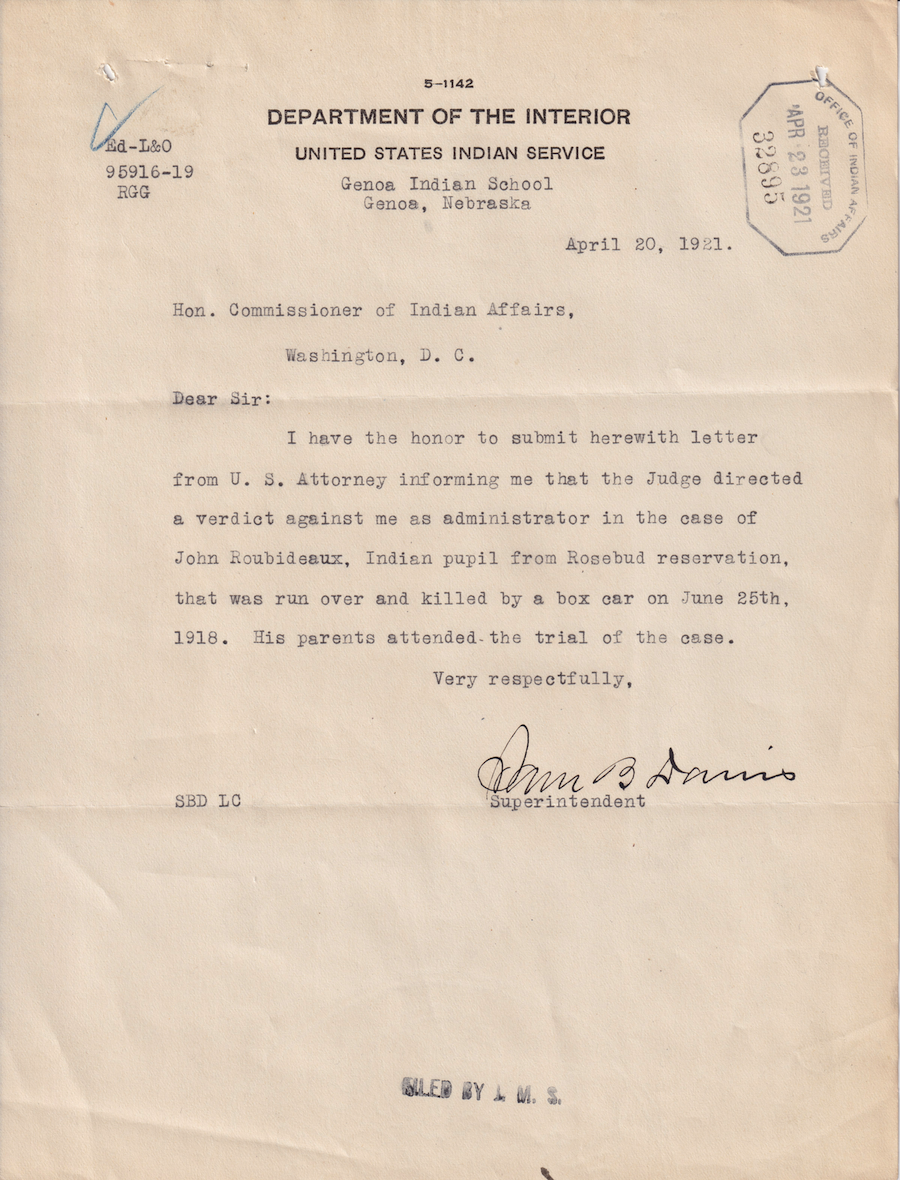 5-1142
DEPARTMENT OF THE INTERIOR
UNITED STATES INDIAN SERVICE
Genoa Indian School
Genoa, Nebraska
Ed-L&O
95916-19
RGG
OFFICE OF INDIAN AFFAIRS
RECEIVED
APR 23 1921
32895
April 20, 1921.
Hon. Commissioner of Indian Affairs,
Washington, D. C.
Dear Sir:
I have the honor to submit herewith letter
from U. S. Attorney informing me that the Judge directed
a verdict against me as administrator in the case of
John Roubideaux, Indian pupil from Rosebud reservation,
that was run over and killed by a box car on June 25th,
1918. His parents attended-the trial of the case.
Very respectfully,
Sam B Davis
Superintendent
SBD LC
FILED BY J. M. S.